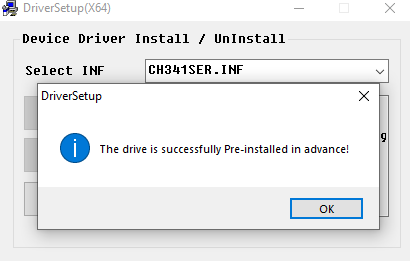 DriverSetup(X64)
Device Driver Install / UnInstall
Select INF
CH341SER.INF
DriverSetup
The drive is successfully Pre-installed in advance!
OK